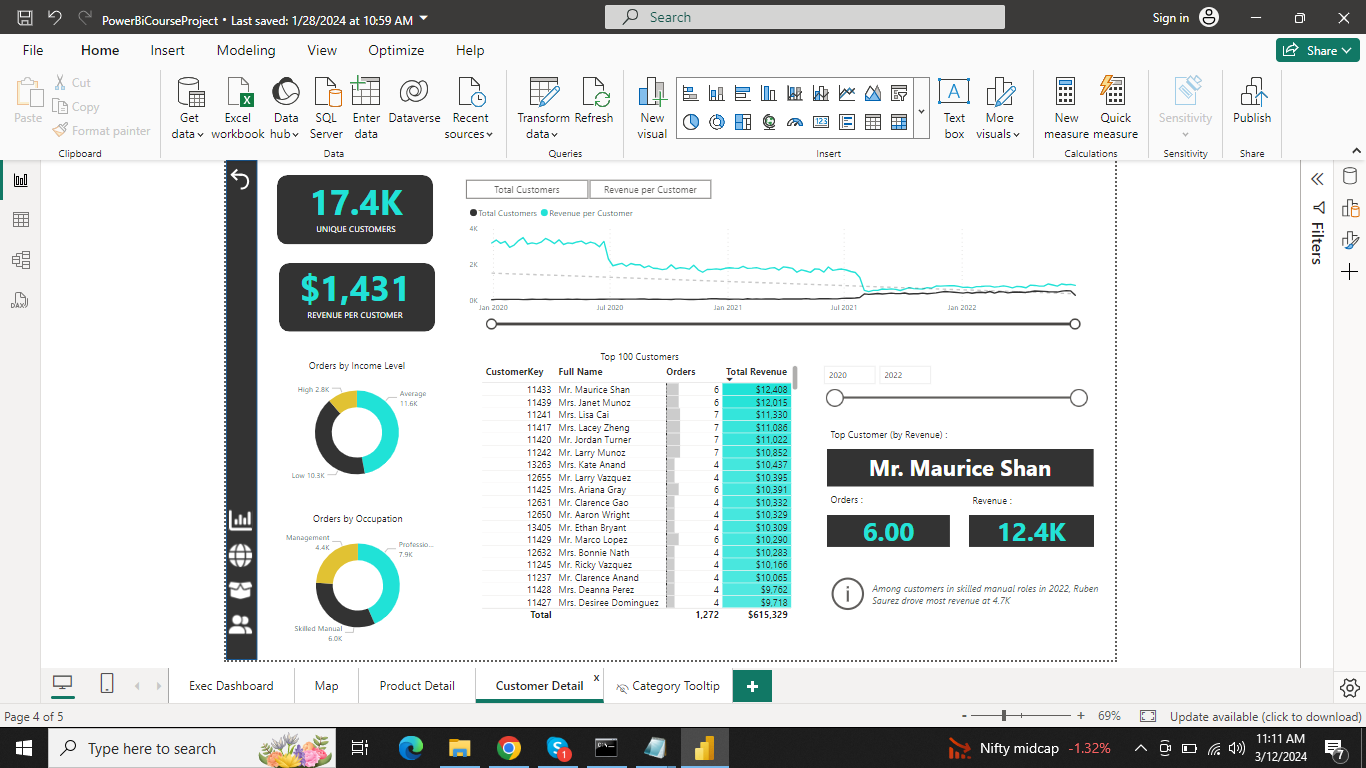 PowerBiCourseProject • Last saved: 1/28/2024 at 10:59 AM
Search
Sign in
File Home Insert Modeling View Optimize Help
Share
Paste
Cut
Copy
Format painter
Clipboard
Get data
Excel workbook
Data hub
SQL Server
Enter data
Dataverse
Recent sources
Data
Transform data
Refresh
Queries
New visual
Text box
More visuals
Insert
New measure
Quick measure
Calculations
Sensitivity
Sensitivity
Publish
Share
17.4K
UNIQUE CUSTOMERS
$1,431
REVENUE PER CUSTOMER
Total Customers
Revenue per Customer
Total Customers Revenue per Customer
4K
2K
0K
Jan 2020 Jul 2020 Jan 2021 Jul 2021 Jan 2022
Filters
Orders by Income Level
High 2.8K
Average
11.6K
Low 10.3K
Orders by Occupation
Management
4.4K
Professio...
7.9K
Skilled Manual
6.0K
Top 100 Customers
CustomerKey Full Name Orders Total Revenue
11433 Mr. Maurice Shan 6 $12,408
11439 Mrs. Janet Munoz 6 $12,015
11241 Mrs. Lisa Cai 7 $11,330
11417 Mrs. Lacey Zheng 7 $11,086
11420 Mr. Jordan Turner 7 $11,022
11242 Mr. Larry Munoz 7 $10,852
13263 Mrs. Kate Anand 4 $10,437
12655 Mr. Larry Vazquez 4 $10,395
11425 Mrs. Ariana Gray 6 $10,391
12631 Mr. Clarence Gao 4 $10,332
12650 Mr. Aaron Wright 4 $10,329
13405 Mr. Ethan Bryant 4 $10,309
11429 Mr. Marco Lopez 6 $10,290
12632 Mrs. Bonnie Nath 4 $10,283
11245 Mr. Ricky Vazquez 4 $10,166
11237 Mr. Clarence Anand 4 $10,065
11428 Mrs. Deanna Perez 4 $9,762
11427 Mrs. Desiree Dominguez 4 $9,718
Total 1,272 $615,329
2020 2022
Top Customer (by Revenue) :
Mr. Maurice Shan
Orders : Revenue :
6.00 12.4K
Among customers in skilled manual roles in 2022, Ruben
Saurez drove most revenue at 4.7K
Exec Dashboard Map Product Detail Customer Detail x Category Tooltip +
Page 4 of 5
- + 69%
Update available (click to download)
Type here to search
1
Nifty midcap -1.32%
11:11 AM
3/12/2024
7